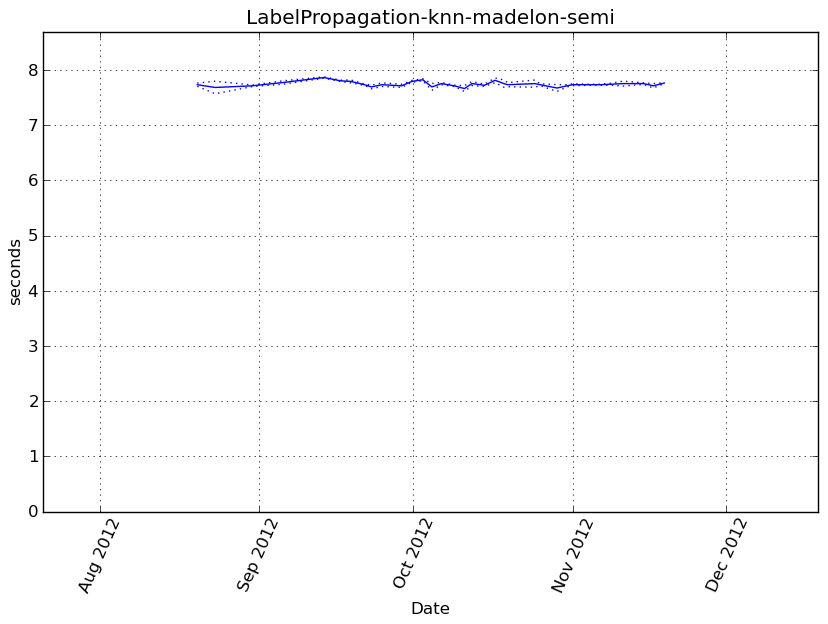 LabelPropagation-knn-madelon-semi
8
7
6
5
4
3
2
1
0
seconds
Aug 2012
Sep 2012
Oct 2012
Nov 2012
Dec 2012
Date